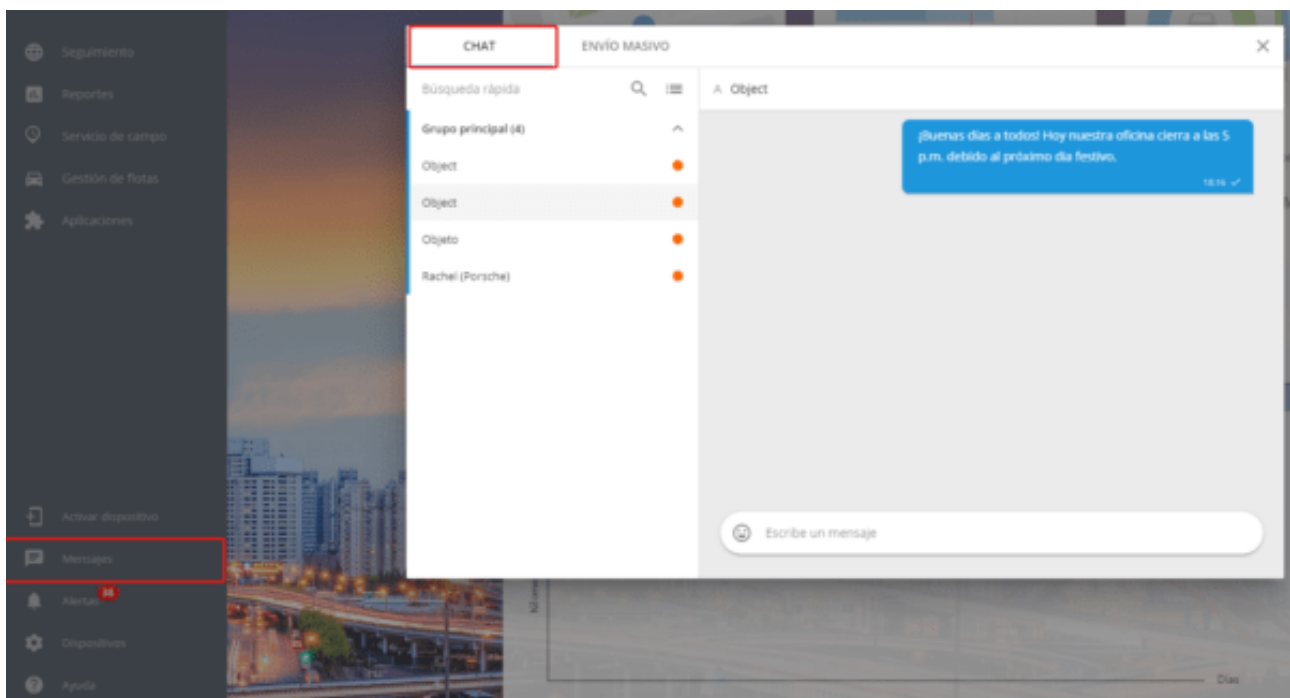 Seguimiento
Reportes
Servicio de campo
Gestión de flotas
Aplicaciones
Activar dispositivo
Mensajes
Alertas
Dispositivos
Ayuda
CHAT
ENVÍO MASIVO
Búsqueda rápida
Grupo principal (4)
Object
Object
Objeto
Rachel (Porsche)
A Object
¡Buenas días a todos! Hoy nuestra oficina cierra a las 5
p.m. debido al próximo día festivo.
18:16
Escribe un mensaje
Días